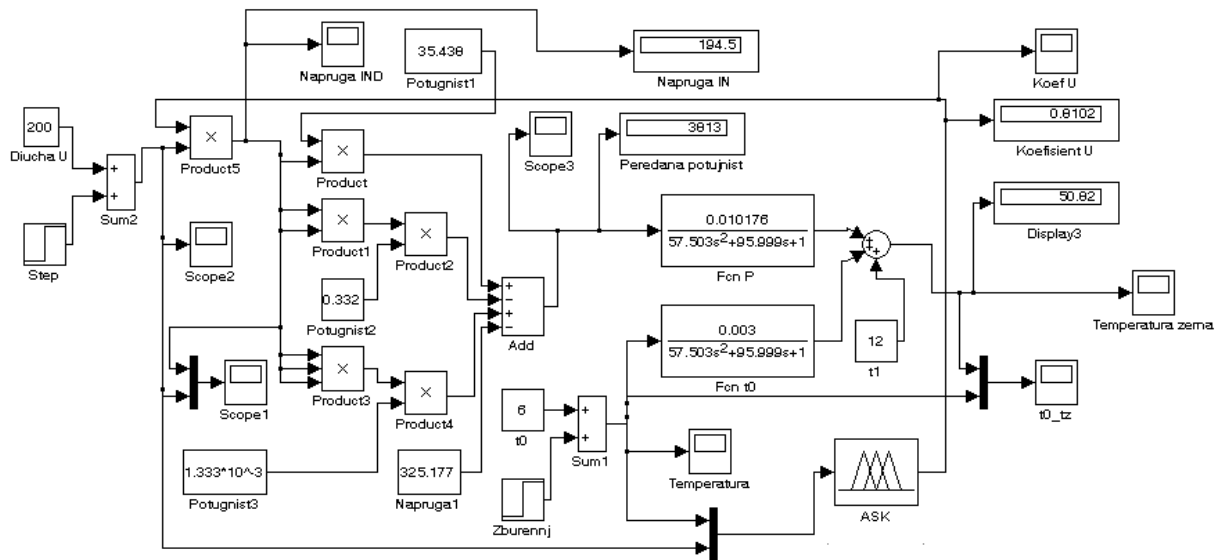 194.5
35.438
Napruga IND
Potugnist1
Napruga IN
Koef U
200
Diucha U
×
Product5
×
Product
Scope3
3813
Peredana potujnist
0.8102
Koefisient U
+
+
Sum2
Step
Scope2
×
Product1
×
Product2
0.010176
57.503s²+95.999s+1
Fcn P
+
+
+
50.82
Display3
0.332
Potugnist2
+
−
+
−
Add
Temperatura zerna
0.003
57.503s²+95.999s+1
Fcn t0
12
t1
Scope1
×
Product3
×
Product4
6
t0
+
+
Sum1
t0_tz
1.333*10^-3
Potugnist3
325.177
Napruga1
Zburennj
Temperatura
ASK